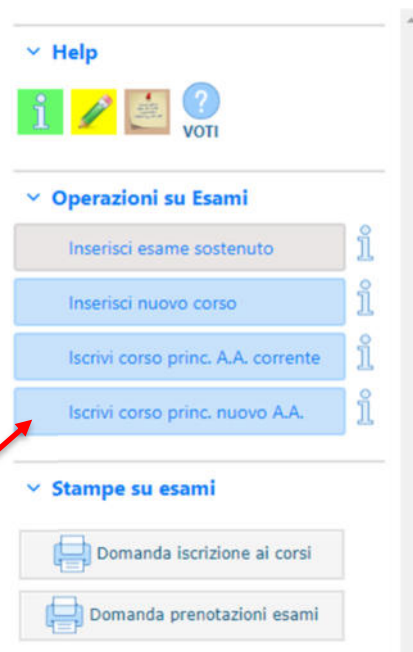 Help
VOTI
Operazioni su Esami
Inserisci esame sostenuto
Inserisci nuovo corso
Iscrivi corso princ. A.A. corrente
Iscrivi corso princ. nuovo A.A.
Stampe su esami
Domanda iscrizione ai corsi
Domanda prenotazioni esami